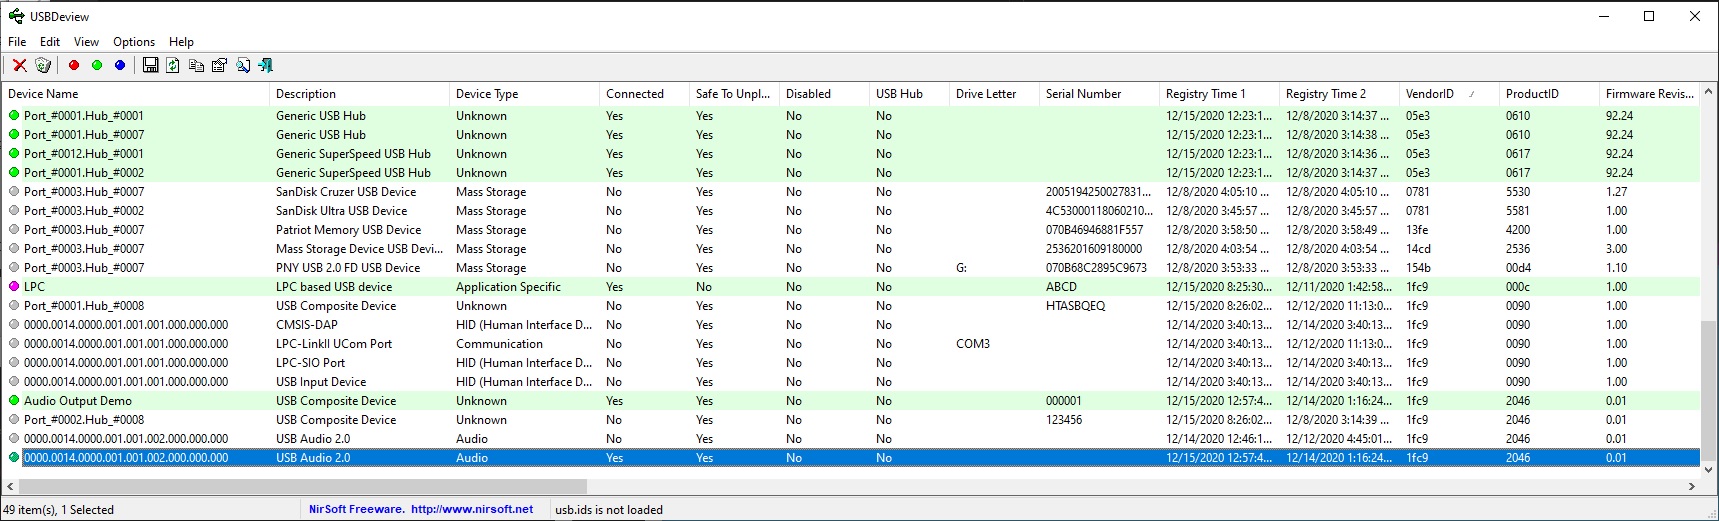 USBDeview
File Edit View Options Help
Device Name Description Device Type Connected Safe To Unpl... Disabled USB Hub Drive Letter Serial Number Registry Time 1 Registry Time 2 VendorID ProductID Firmware Revis...
Port_#0001.Hub_#0001 Generic USB Hub Unknown Yes Yes No No 12/15/2020 12:23:1... 12/8/2020 3:14:37 ... 05e3 0610 92.24
Port_#0001.Hub_#0007 Generic USB Hub Unknown Yes Yes No No 12/15/2020 12:23:1... 12/8/2020 3:14:38 ... 05e3 0610 92.24
Port_#0012.Hub_#0001 Generic SuperSpeed USB Hub Unknown Yes Yes No No 12/15/2020 12:23:1... 12/8/2020 3:14:36 ... 05e3 0617 92.24
Port_#0001.Hub_#0002 Generic SuperSpeed USB Hub Unknown Yes Yes No No 12/15/2020 12:23:1... 12/8/2020 3:14:37 ... 05e3 0617 92.24
Port_#0003.Hub_#0007 SanDisk Cruzer USB Device Mass Storage No Yes No No 2005194250027831... 12/8/2020 4:05:10 ... 12/8/2020 4:05:10 ... 0781 5530 1.27
Port_#0003.Hub_#0002 SanDisk Ultra USB Device Mass Storage No Yes No No 4C53000118060210... 12/8/2020 3:45:57 ... 12/8/2020 3:45:57 ... 0781 5581 1.00
Port_#0003.Hub_#0007 Patriot Memory USB Device Mass Storage No Yes No No 070B46946881F557 12/8/2020 3:58:50 ... 12/8/2020 3:58:49 ... 13fe 4200 1.00
Port_#0003.Hub_#0007 Mass Storage Device USB Devi... Mass Storage No Yes No No 2536201609180000 12/8/2020 4:03:54 ... 12/8/2020 4:03:54 ... 14cd 2536 3.00
Port_#0003.Hub_#0007 PNY USB 2.0 FD USB Device Mass Storage No Yes No No G: 070B68C2895C9673 12/8/2020 3:53:33 ... 12/8/2020 3:53:33 ... 154b 00d4 1.10
LPC LPC based USB device Application Specific Yes No No No ABCD 12/15/2020 8:25:30... 12/11/2020 1:42:58... 1fc9 000c 1.00
Port_#0001.Hub_#0008 USB Composite Device Unknown No Yes No No HTASBQEQ 12/15/2020 8:26:02... 12/12/2020 11:13:0... 1fc9 0090 1.00
0000.0014.0000.001.001.001.000.000.000 CMSIS-DAP HID (Human Interface D... No Yes No No 12/14/2020 3:40:13... 12/14/2020 3:40:13... 1fc9 0090 1.00
0000.0014.0000.001.001.001.000.000.000 LPC-LinkII UCom Port Communication No Yes No No COM3 12/14/2020 3:40:13... 12/12/2020 11:13:0... 1fc9 0090 1.00
0000.0014.0000.001.001.001.000.000.000 LPC-SIO Port HID (Human Interface D... No Yes No No 12/14/2020 3:40:13... 12/14/2020 3:40:13... 1fc9 0090 1.00
0000.0014.0000.001.001.001.000.000.000 USB Input Device HID (Human Interface D... No Yes No No 12/14/2020 3:40:13... 12/14/2020 3:40:13... 1fc9 0090 1.00
Audio Output Demo USB Composite Device Unknown Yes Yes No No 000001 12/15/2020 12:57:4... 12/14/2020 1:16:24... 1fc9 2046 0.01
Port_#0002.Hub_#0008 USB Composite Device Unknown No Yes No No 123456 12/15/2020 8:26:02... 12/8/2020 3:14:39 ... 1fc9 2046 0.01
0000.0014.0000.001.001.002.000.000.000 USB Audio 2.0 Audio No Yes No No 12/14/2020 12:46:1... 12/12/2020 4:45:01... 1fc9 2046 0.01
0000.0014.0000.001.001.002.000.000.000 USB Audio 2.0 Audio Yes Yes No No 12/15/2020 12:57:4... 12/14/2020 1:16:24... 1fc9 2046 0.01
49 item(s), 1 Selected NirSoft Freeware. http://www.nirsoft.net usb.ids is not loaded